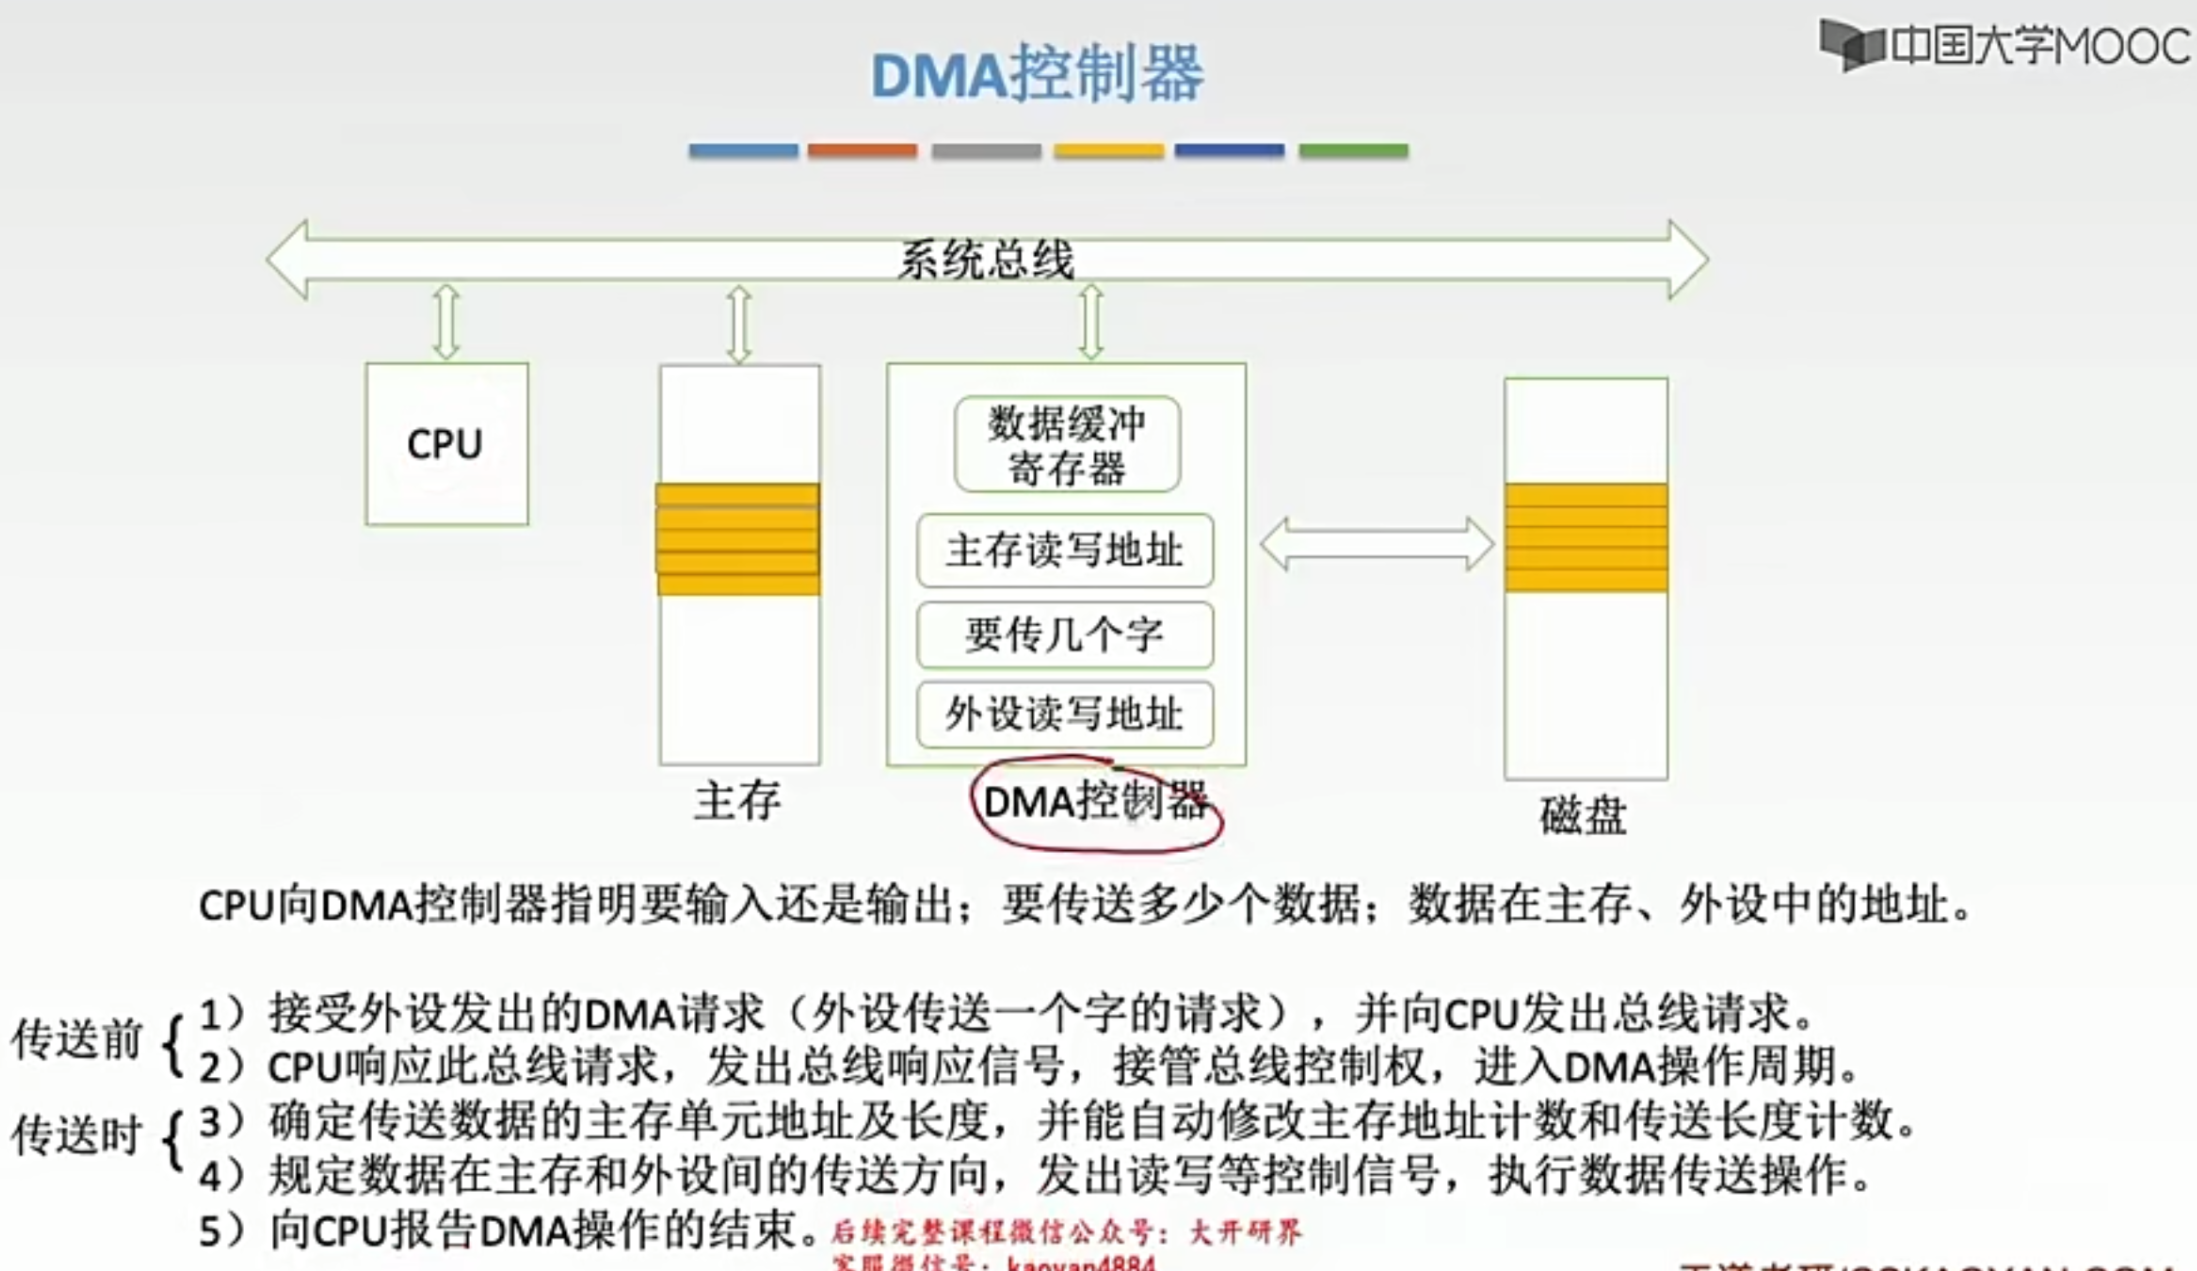 中国大学MOOC
DMA控制器
系统总线
CPU
数据缓冲
寄存器
主存读写地址
要传几个字
外设读写地址
主存
DMA控制器
磁盘
CPU向DMA控制器指明要输入还是输出；要传送多少个数据；数据在主存、外设中的地址。
传送前
1）接受外设发出的DMA请求（外设传送一个字的请求），并向CPU发出总线请求。
2）CPU响应此总线请求，发出总线响应信号，接管总线控制权，进入DMA操作周期。
传送时
3）确定传送数据的主存单元地址及长度，并能自动修改主存地址计数和传送长度计数。
4）规定数据在主存和外设间的传送方向，发出读写等控制信号，执行数据传送操作。
5）向CPU报告DMA操作的结束。
后续完整课程微信公众号：大开研界
客服微信号：kaoyan4884